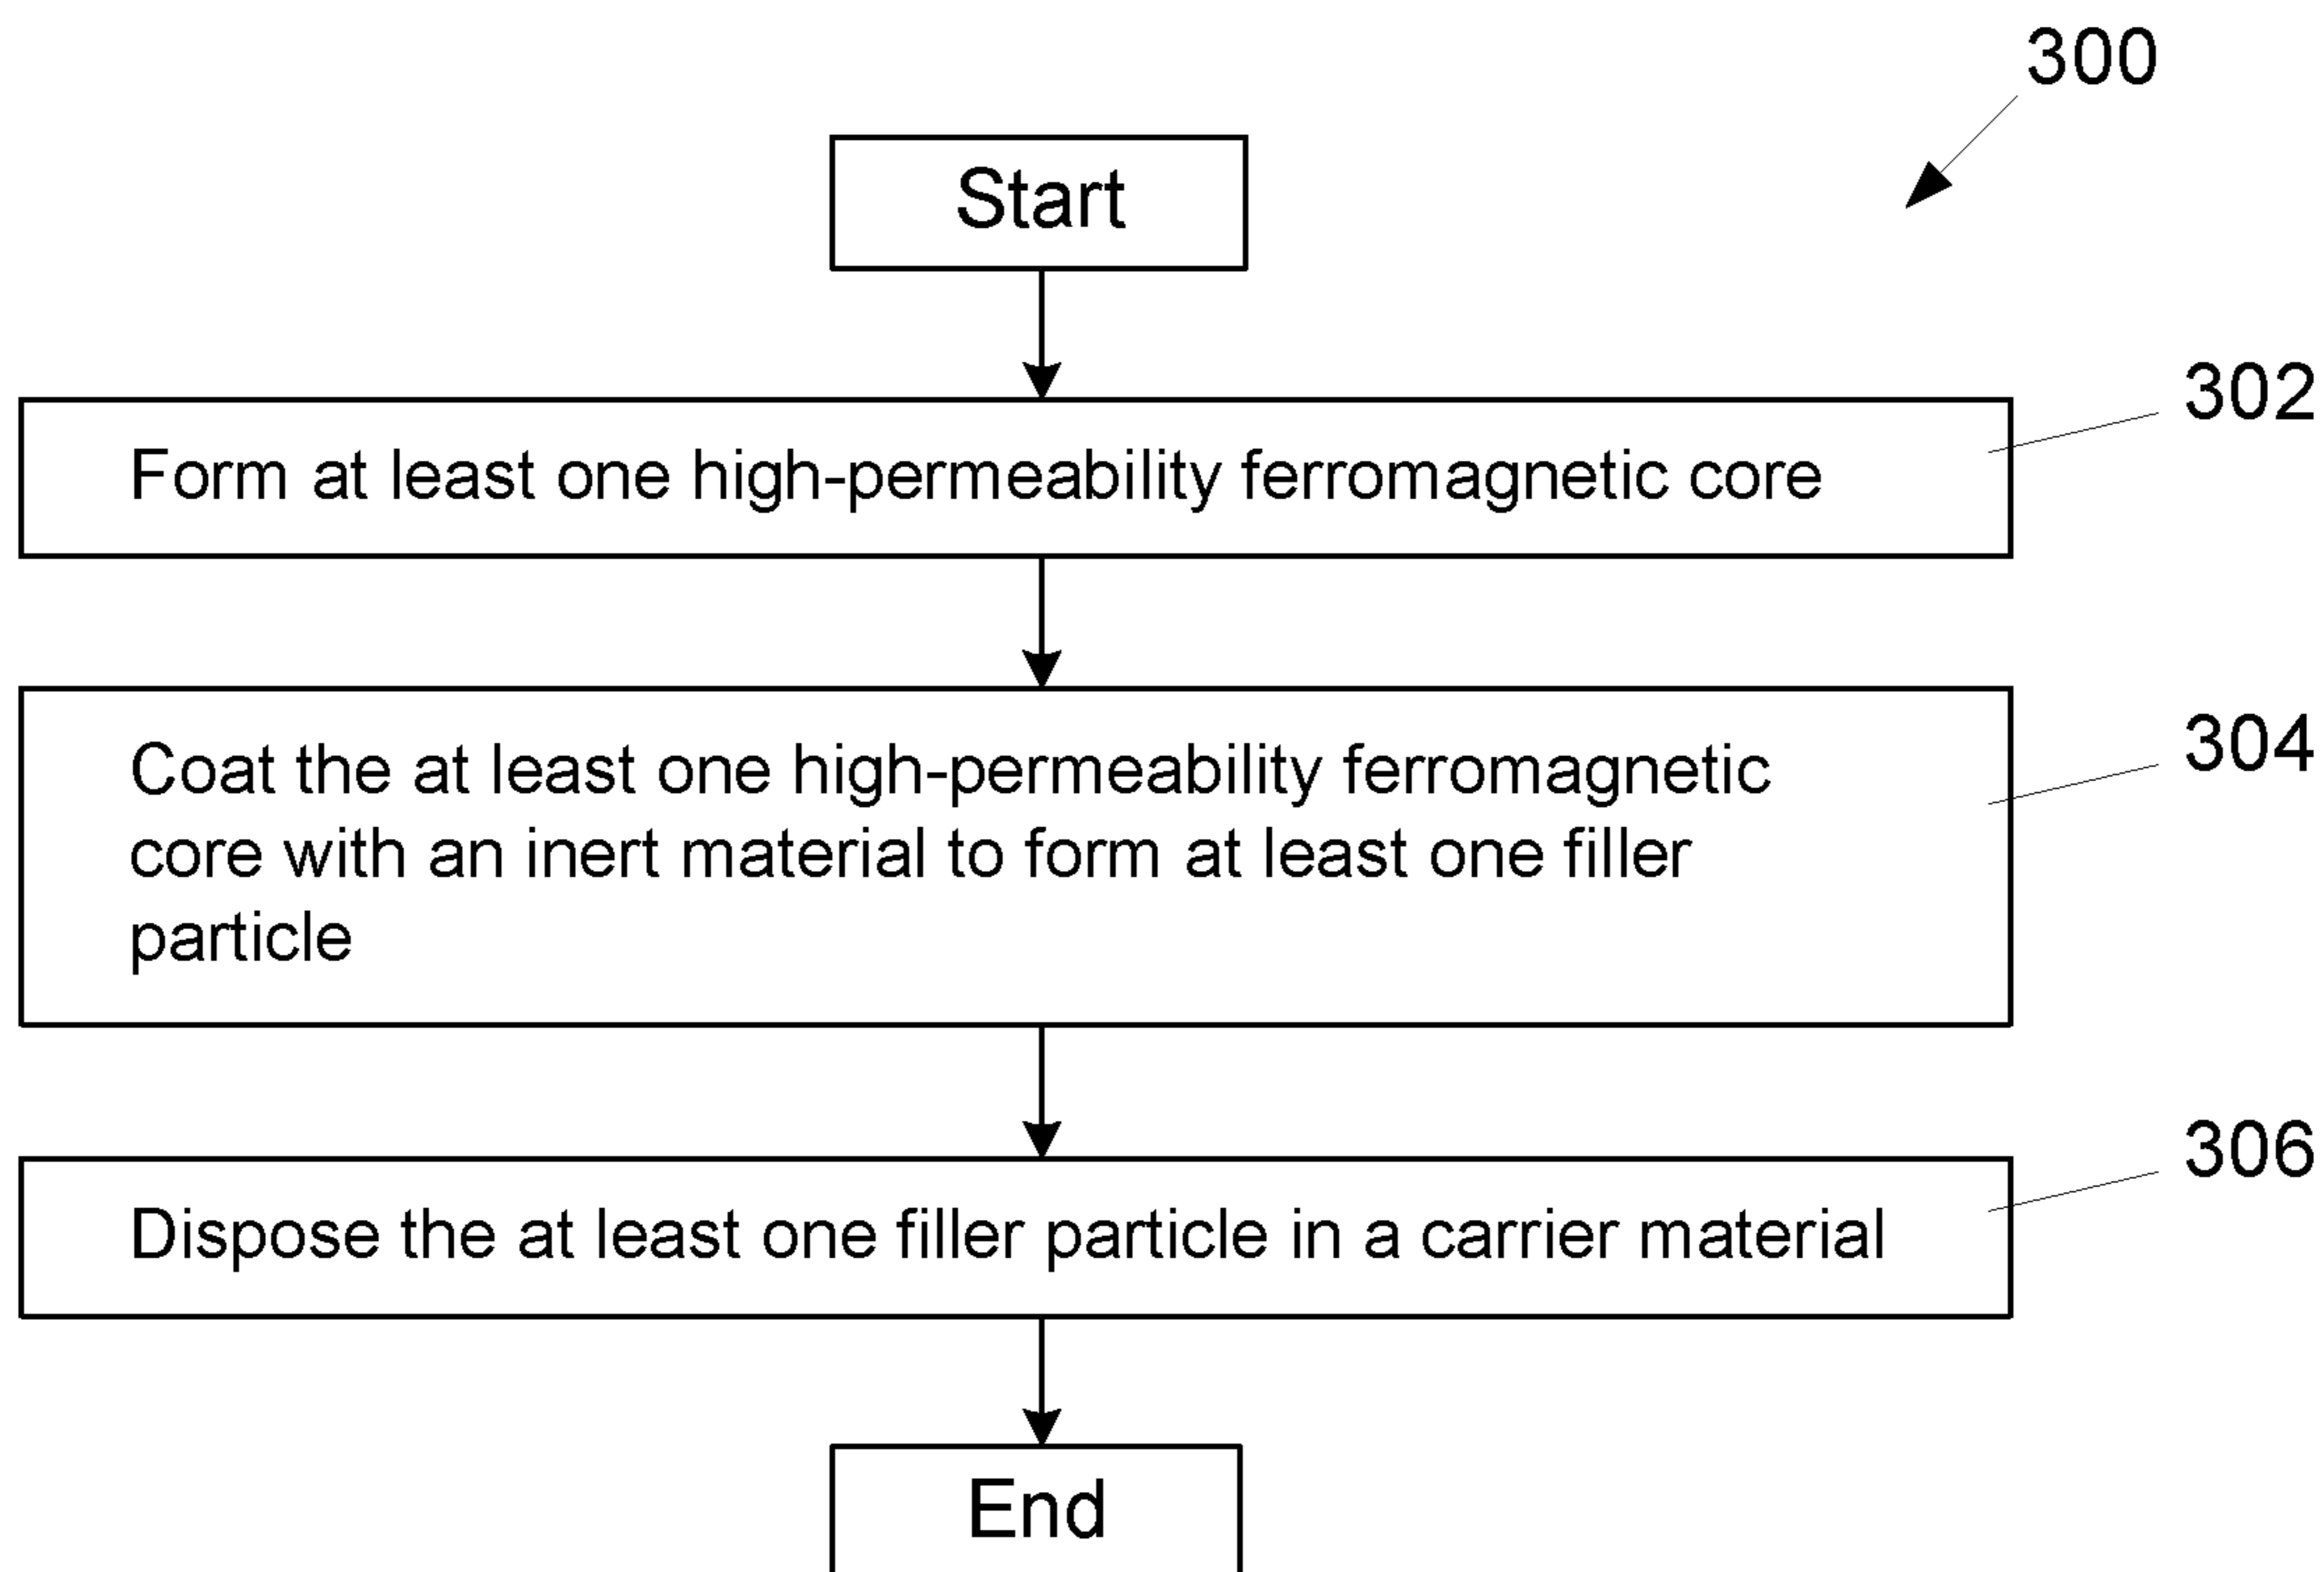 300
Start
302
Form at least one high-permeability ferromagnetic core
304
Coat the at least one high-permeability ferromagnetic
core with an inert material to form at least one filler
particle
306
Dispose the at least one filler particle in a carrier material
End